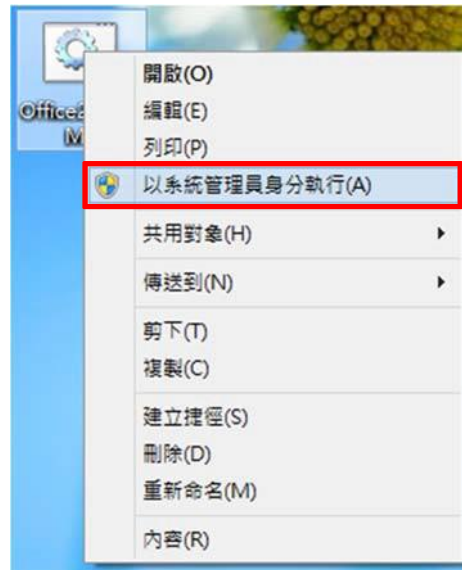 Office2
M
開啟(O)
編輯(E)
列印(P)
以系統管理員身分執行(A)
共用對象(H)
傳送到(N)
剪下(T)
複製(C)
建立捷徑(S)
刪除(D)
重新命名(M)
內容(R)